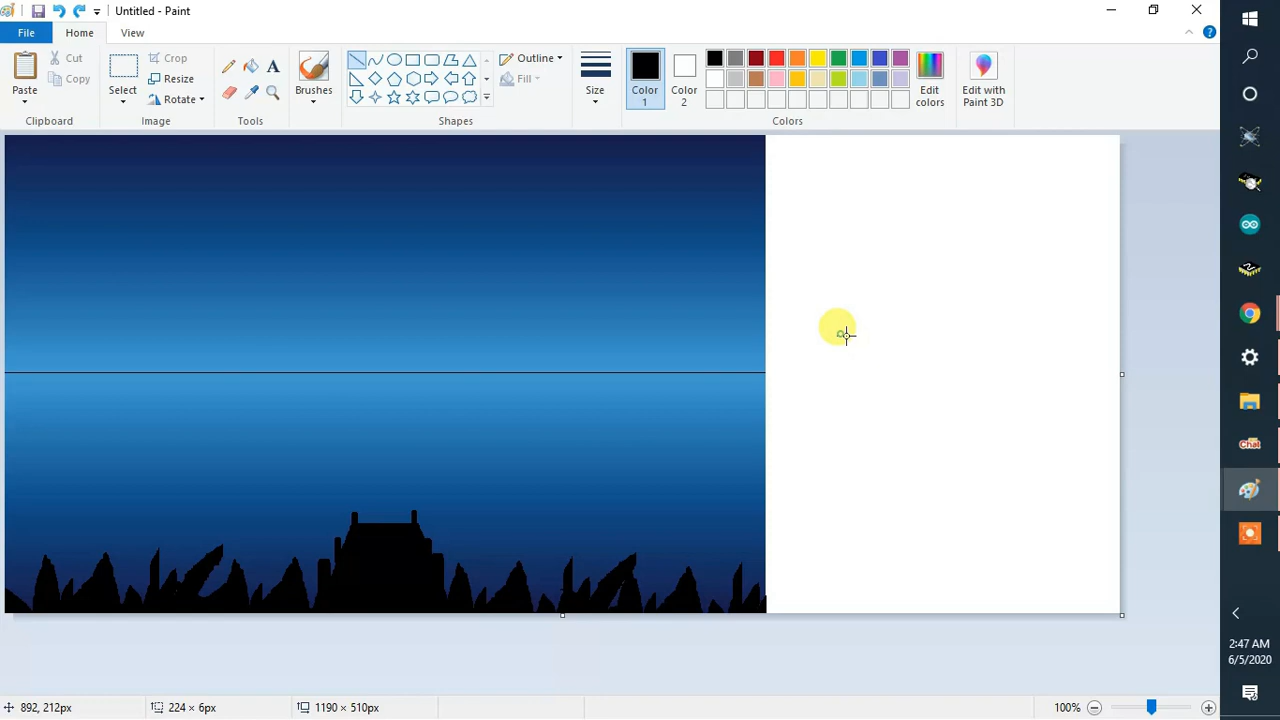 Untitled - Paint
File
Home
View
Paste
Cut
Copy
Clipboard
Select
Crop
Resize
Rotate
Image
A
Tools
Brushes
Outline
Fill
Shapes
Size
Color
1
Color
2
Edit
colors
Colors
Edit with
Paint 3D
?
Chat
2:47 AM
6/5/2020
892, 212px
224 × 6px
1190 × 510px
100%